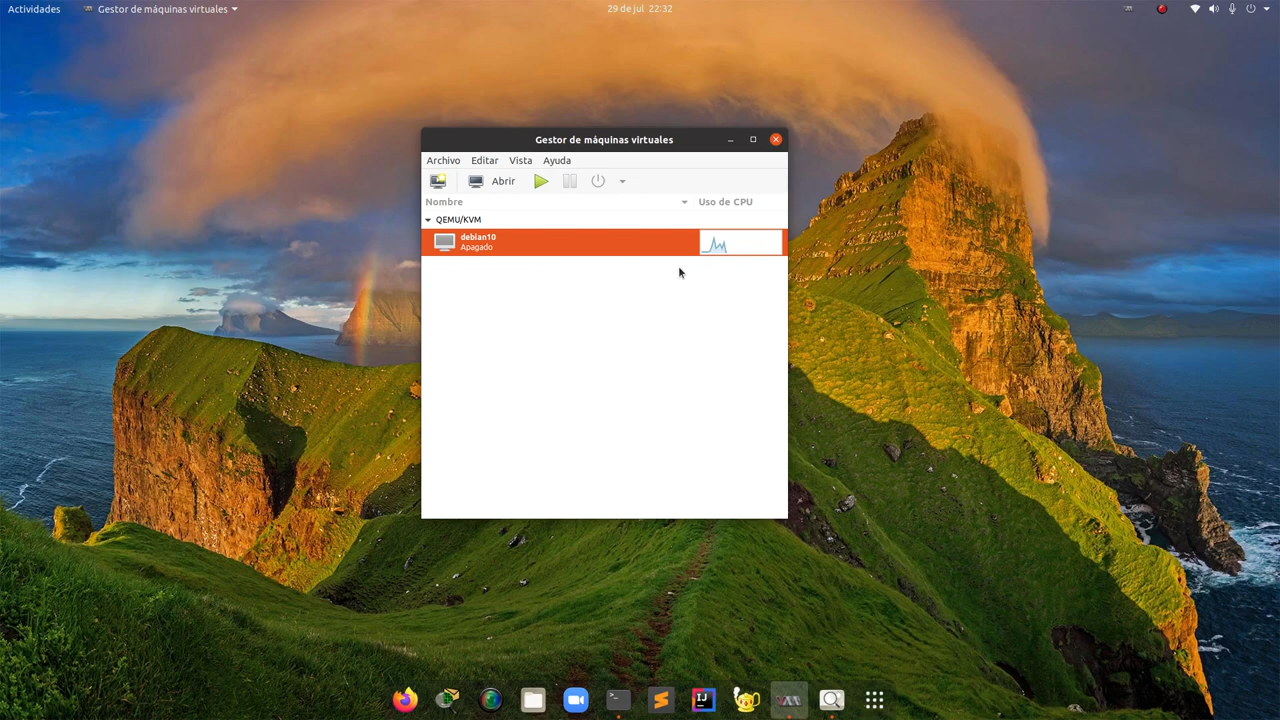 Actividades
Gestor de máquinas virtuales
29 de jul 22:32
Gestor de máquinas virtuales
Archivo Editar Vista Ayuda
Abrir
Nombre Uso de CPU
QEMU/KVM
debian10
Apagado
IJ